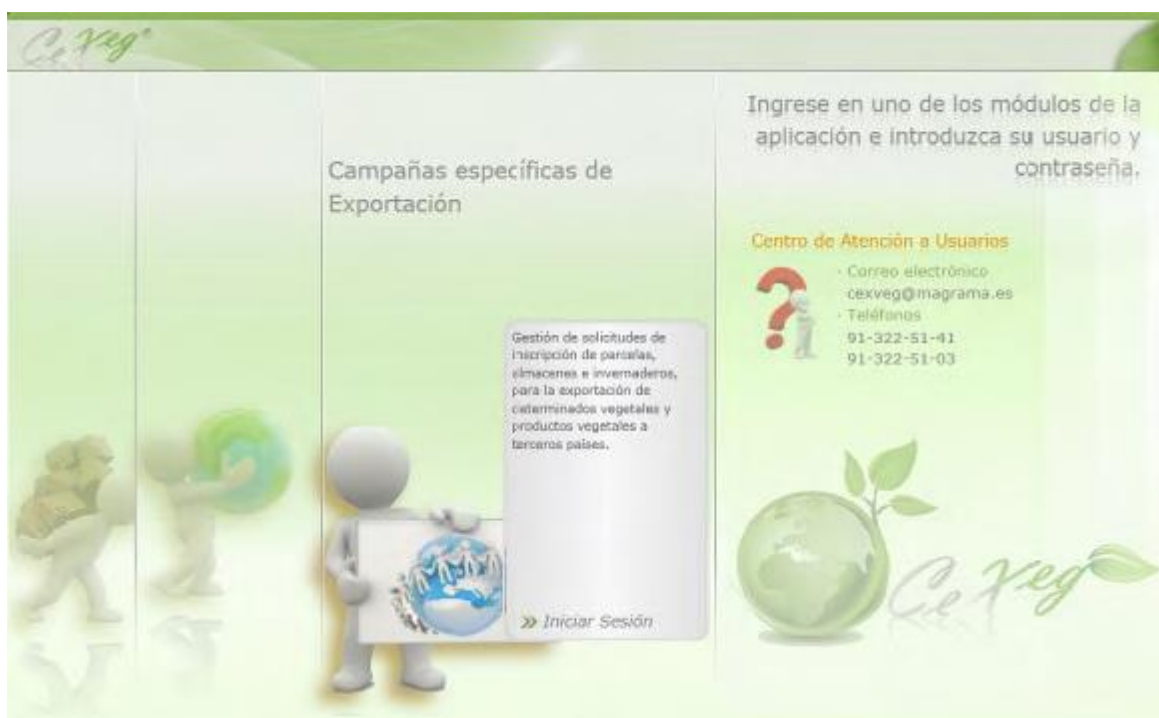 CeXveg
Ingrese en uno de los módulos de la
aplicación e introduzca su usuario y
contraseña.
Campañas específicas de
Exportación
Centro de Atención a Usuarios
· Correo electrónico
cexveg@magrama.es
· Teléfonos
91-322-51-41
91-322-51-03
Gestión de solicitudes de
inscripción de parcelas,
almacenes e invernaderos,
para la exportación de
determinados vegetales y
productos vegetales a
terceros países.
» Iniciar Sesión
CeXveg